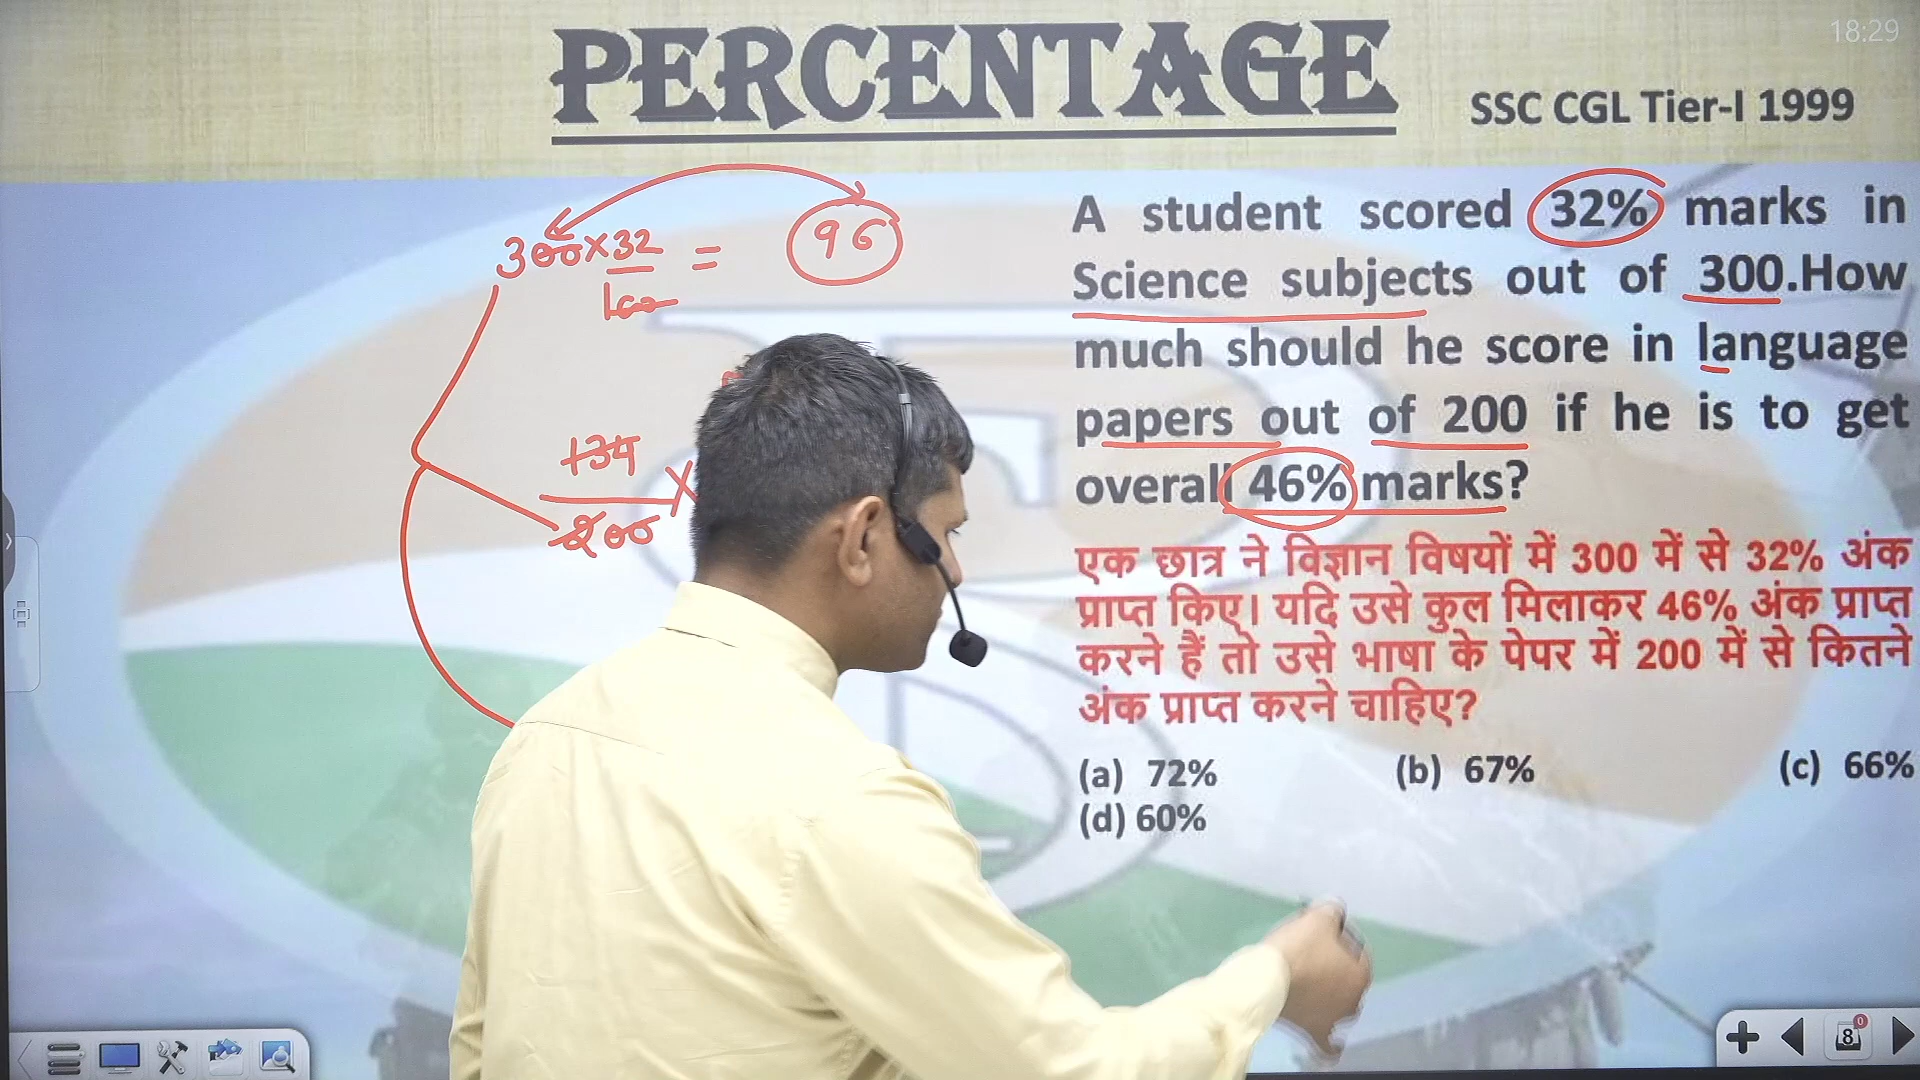 18:29
PERCENTAGE
SSC CGL Tier-I 1999
300×32 = 96
100
134 ×
200
A student scored 32% marks in
Science subjects out of 300.How
much should he score in language
papers out of 200 if he is to get
overall 46% marks?
एक छात्र ने विज्ञान विषयों में 300 में से 32% अंक
प्राप्त किए। यदि उसे कुल मिलाकर 46% अंक प्राप्त
करने हैं तो उसे भाषा के पेपर में 200 में से कितने
अंक प्राप्त करने चाहिए?
(a) 72% (b) 67% (c) 66%
(d) 60%
8
0